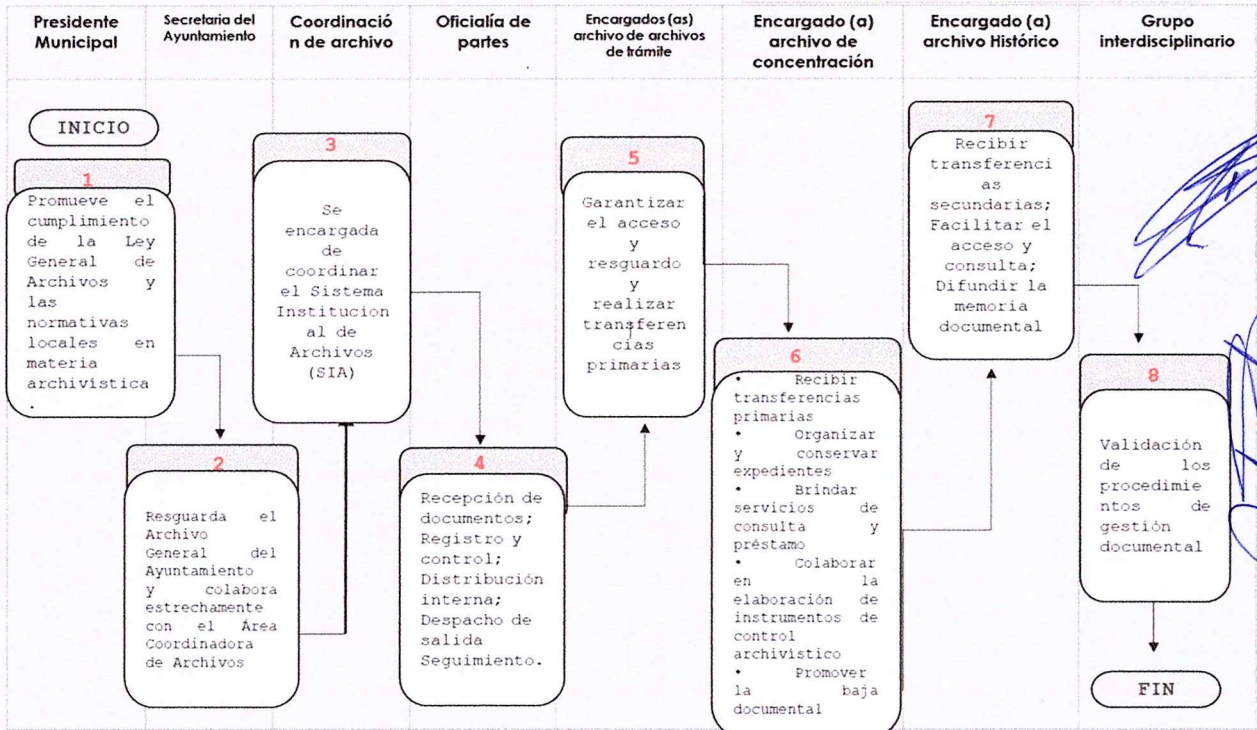 Presidente
Municipal
Secretaria del
Ayuntamiento
Coordinació
n de archivo
Oficialía de
partes
Encargados (as)
archivo de archivos
de trámite
Encargado (a)
archivo de
concentración
Encargado (a)
archivo Histórico
Grupo
interdisciplinario
INICIO
1
Promueve el
cumplimiento
de la Ley
General de
Archivos y
las
normativas
locales en
materia
archivística
.
2
Resguarda el
Archivo
General del
Ayuntamiento
y colabora
estrechamente
con el Área
Coordinadora
de Archivos
3
Se
encargada
de
coordinar
el Sistema
Institucion
al de
Archivos
(SIA)
4
Recepción de
documentos;
Registro y
control;
Distribución
interna;
Despacho de
salida
Seguimiento.
5
Garantizar
el acceso
y
resguardo
y
realizar
transferen
cias
primarias
6
• Recibir
transferencias
primarias
• Organizar
y conservar
expedientes
• Brindar
servicios de
consulta y
préstamo
• Colaborar
en la
elaboración de
instrumentos de
control
archivístico
• Promover
la baja
documental
7
Recibir
transferenci
as
secundarias;
Facilitar el
acceso y
consulta;
Difundir la
memoria
documental
8
Validación
de los
procedimie
ntos de
gestión
documental
FIN